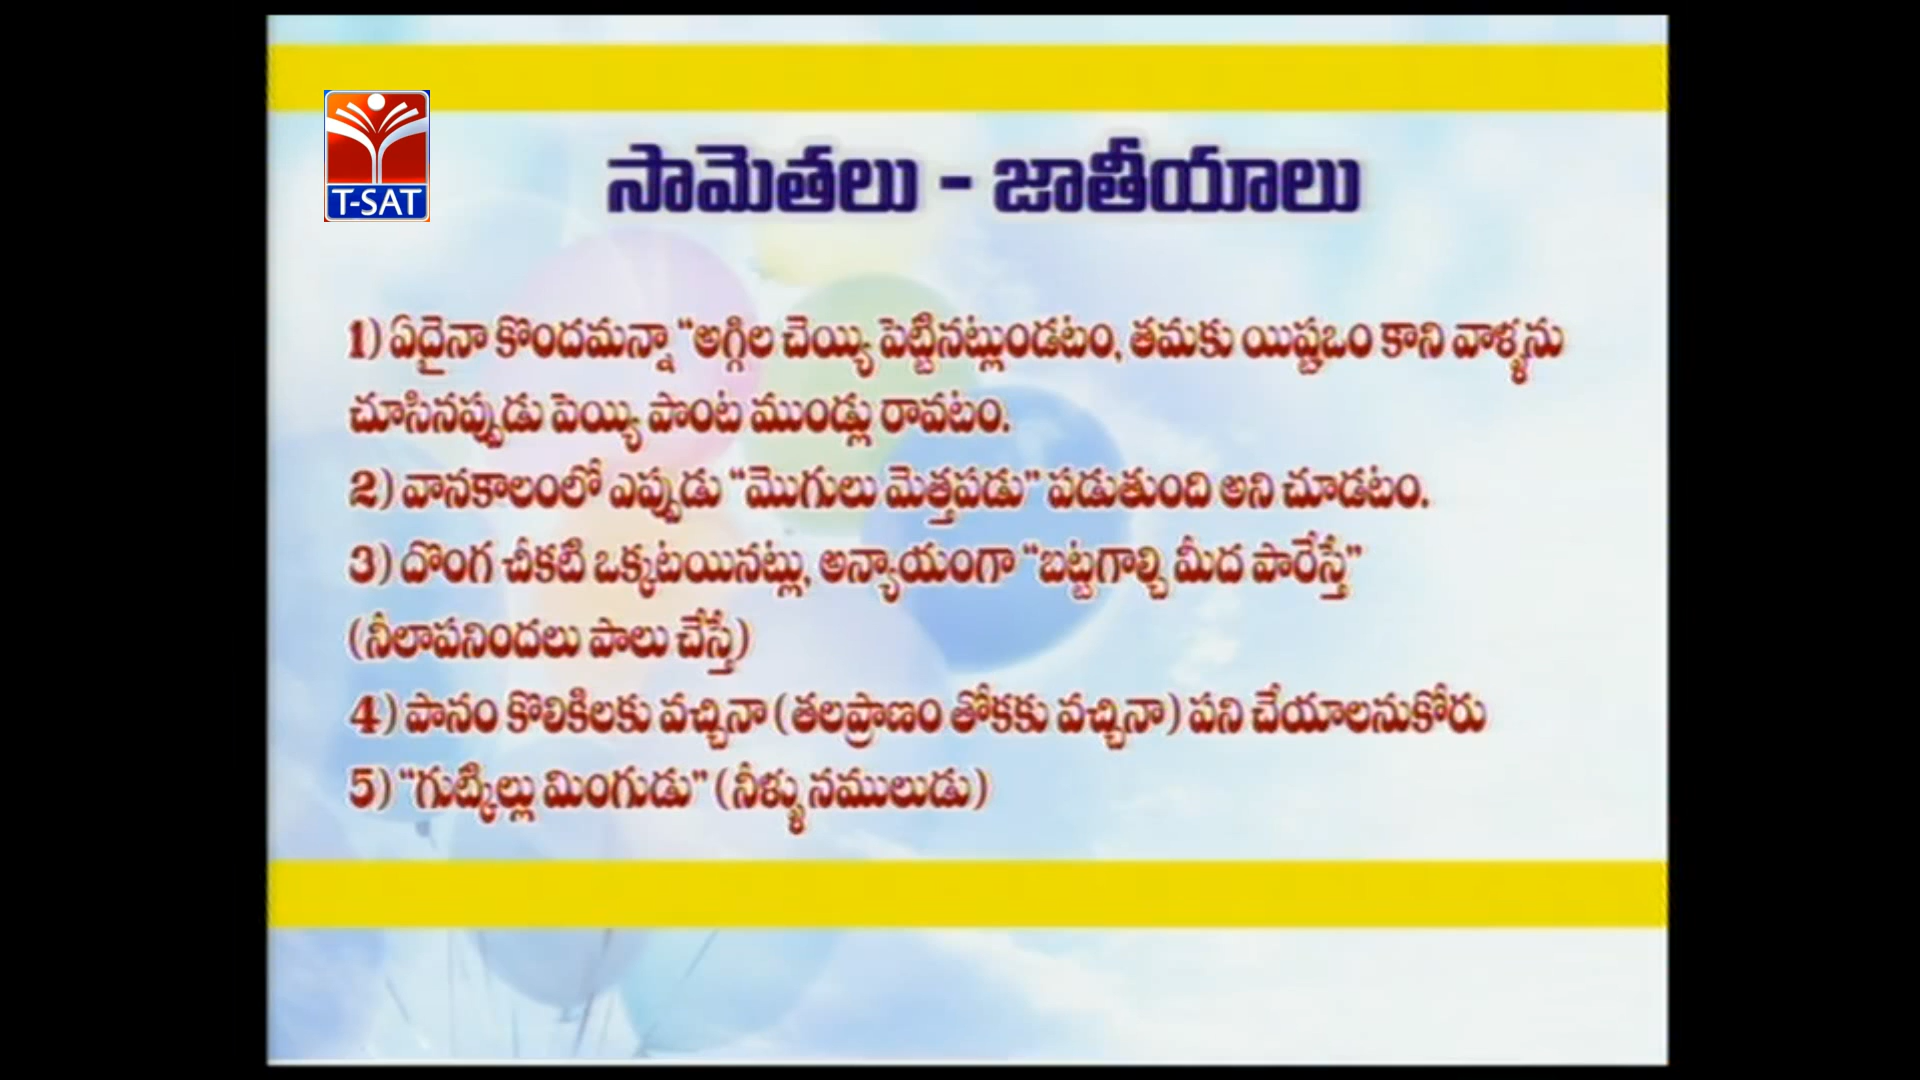 T-SAT
సామెతలు - జాతీయాలు
1) ఏదైనా కొందమన్నా “అగ్గిల చెయ్యి పెట్టినట్లుండటం, తమకు యిష్టఒం కాని వాళ్ళను
చూసినప్పుడు పెయ్యి పొంట ముండ్లు రావటం.
2) వానకాలంలో ఎప్పుడు “మొగులు మెత్తపడు” పడుతుంది అని చూడటం.
3) దొంగ చీకటి ఒక్కటయినట్లు, అన్యాయంగా “బట్టగాల్చి మీద పారేస్తే”
(నీలాపనిందలు పాలు చేస్తే)
4) పానం కొలికిలకు వచ్చినా (తలప్రాణం తోకకు వచ్చినా) పని చేయాలనుకోరు
5) “గుట్కిల్లు మింగుడు” (నీళ్ళు నములుడు)